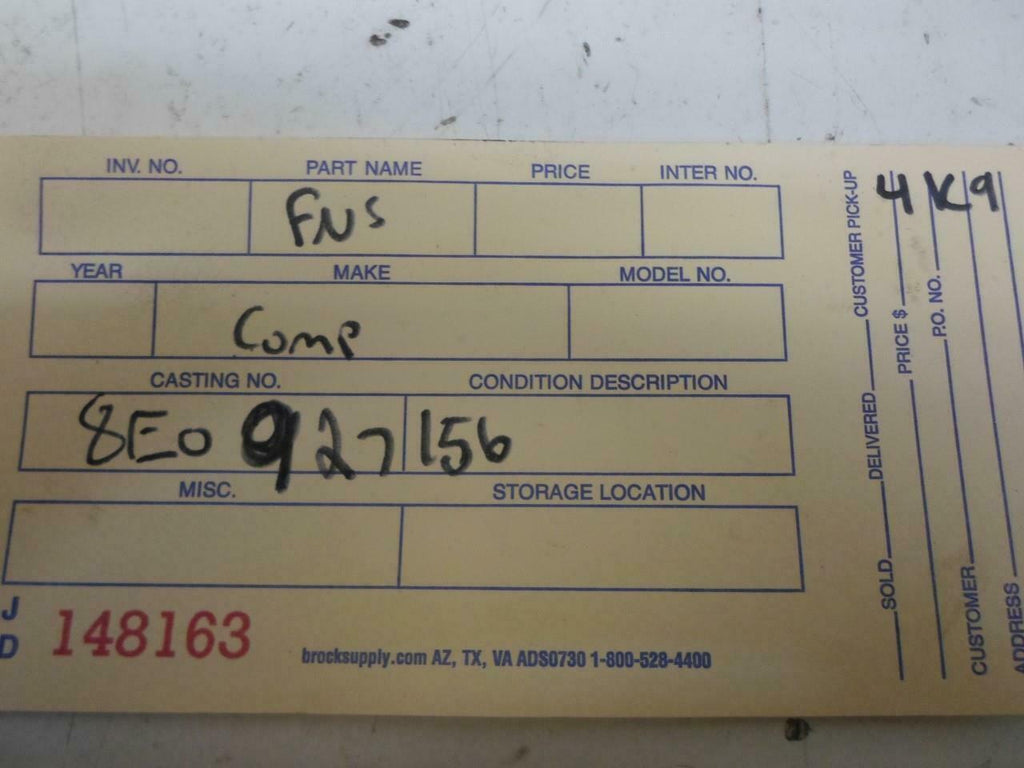 INV. NO. PART NAME PRICE INTER NO.
FNS
YEAR MAKE MODEL NO.
Comp
CASTING NO. CONDITION DESCRIPTION
8E0 927 156
MISC. STORAGE LOCATION
J
D
148163
brocksupply.com AZ, TX, VA ADS0730 1-800-528-4400
4K9
SOLD DELIVERED CUSTOMER PICK-UP
PRICE $
P.O. NO.
CUSTOMER
ADDRESS